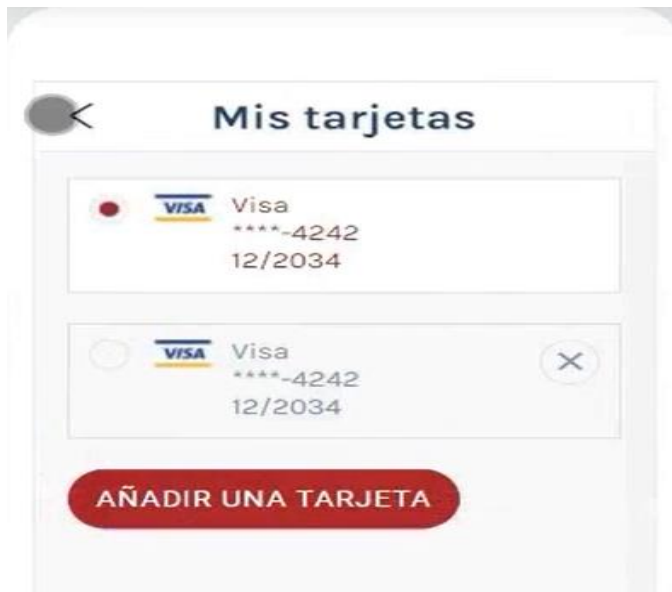 Mis tarjetas
VISA Visa
****-4242
12/2034
VISA Visa
****-4242
12/2034
AÑADIR UNA TARJETA